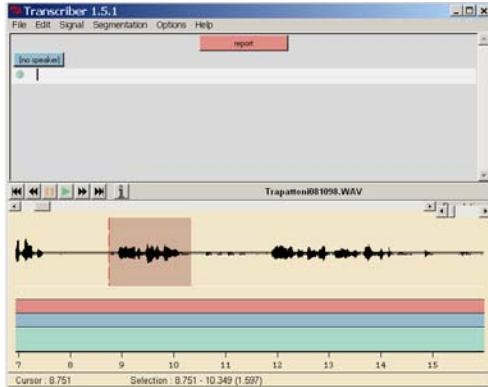 Transcriber 1.5.1
File Edit Signal Segmentation Options Help
report
(no speaker)
Trapattoni081098.WAV
7 8 9 10 11 12 13 14 15
Cursor : 8.751 Selection : 8.751 - 10.349 (1.597)